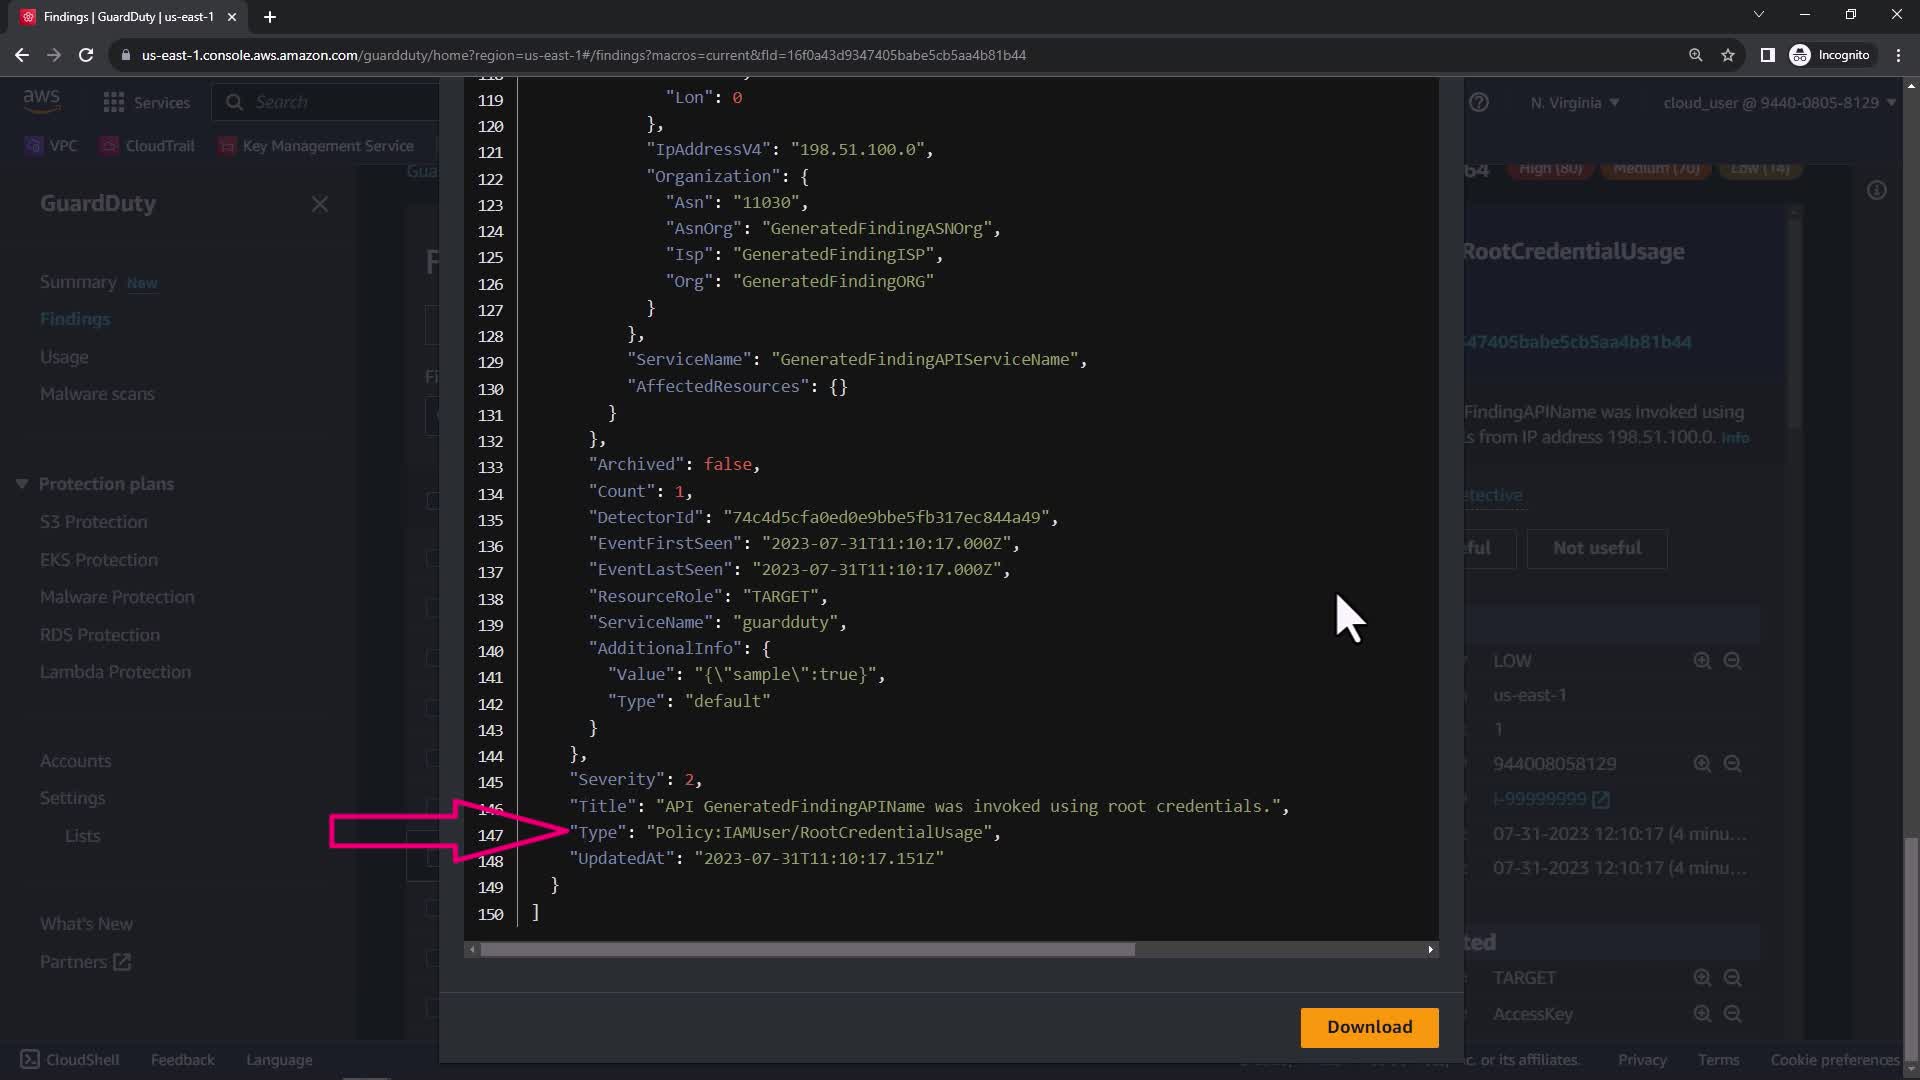 Findings | GuardDuty | us-east-1
us-east-1.console.aws.amazon.com/guardduty/home?region=us-east-1#/findings?macros=current&fId=16f0a43d9347405babe5cb5aa4b81b44
Incognito
aws
Services
Search
N. Virginia
cloud_user @ 9440-0805-8129
VPC
CloudTrail
Key Management Service
GuardDuty
Summary New
Findings
Usage
Malware scans
Protection plans
S3 Protection
EKS Protection
Malware Protection
RDS Protection
Lambda Protection
Accounts
Settings
Lists
What's New
Partners
119 "Lon": 0
120 },
121 "IpAddressV4": "198.51.100.0",
122 "Organization": {
123 "Asn": "11030",
124 "AsnOrg": "GeneratedFindingASNOrg",
125 "Isp": "GeneratedFindingISP",
126 "Org": "GeneratedFindingORG"
127 }
128 },
129 "ServiceName": "GeneratedFindingAPIServiceName",
130 "AffectedResources": {}
131 }
132 },
133 "Archived": false,
134 "Count": 1,
135 "DetectorId": "74c4d5cfa0ed0e9bbe5fb317ec844a49",
136 "EventFirstSeen": "2023-07-31T11:10:17.000Z",
137 "EventLastSeen": "2023-07-31T11:10:17.000Z",
138 "ResourceRole": "TARGET",
139 "ServiceName": "guardduty",
140 "AdditionalInfo": {
141 "Value": "{\"sample\":true}",
142 "Type": "default"
143 }
144 },
145 "Severity": 2,
146 "Title": "API GeneratedFindingAPIName was invoked using root credentials.",
147 "Type": "Policy:IAMUser/RootCredentialUsage",
148 "UpdatedAt": "2023-07-31T11:10:17.151Z"
149 }
150 ]
Download
High (80) Medium (70) Low (14)
RootCredentialUsage
47405babe5cb5aa4b81b44
FindingAPIName was invoked using
s from IP address 198.51.100.0. Info
etective
ful
Not useful
LOW
us-east-1
1
944008058129
i-99999999
07-31-2023 12:10:17 (4 minu...
07-31-2023 12:10:17 (4 minu...
ted
TARGET
AccessKey
CloudShell Feedback Language
c. or its affiliates. Privacy Terms Cookie preferences